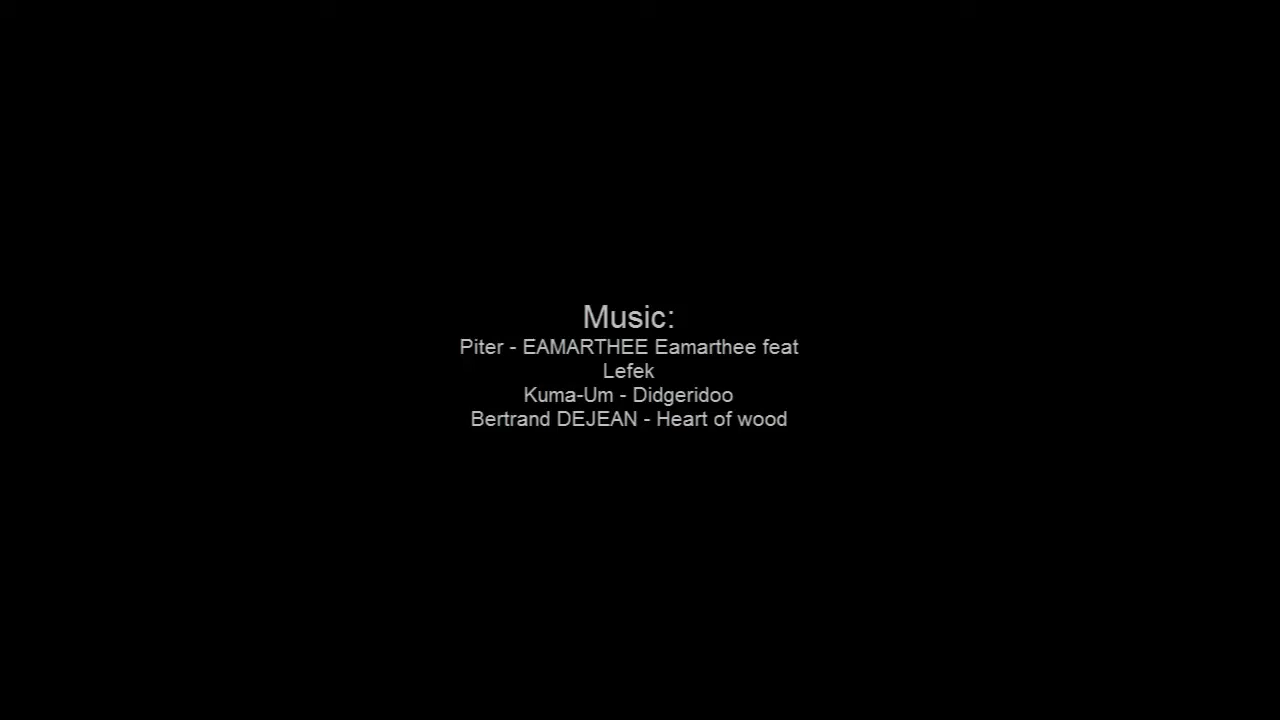 Music:
Piter - EAMARTHEE Eamarthee feat
Lefek
Kuma-Um - Didgeridoo
Bertrand DEJEAN - Heart of wood